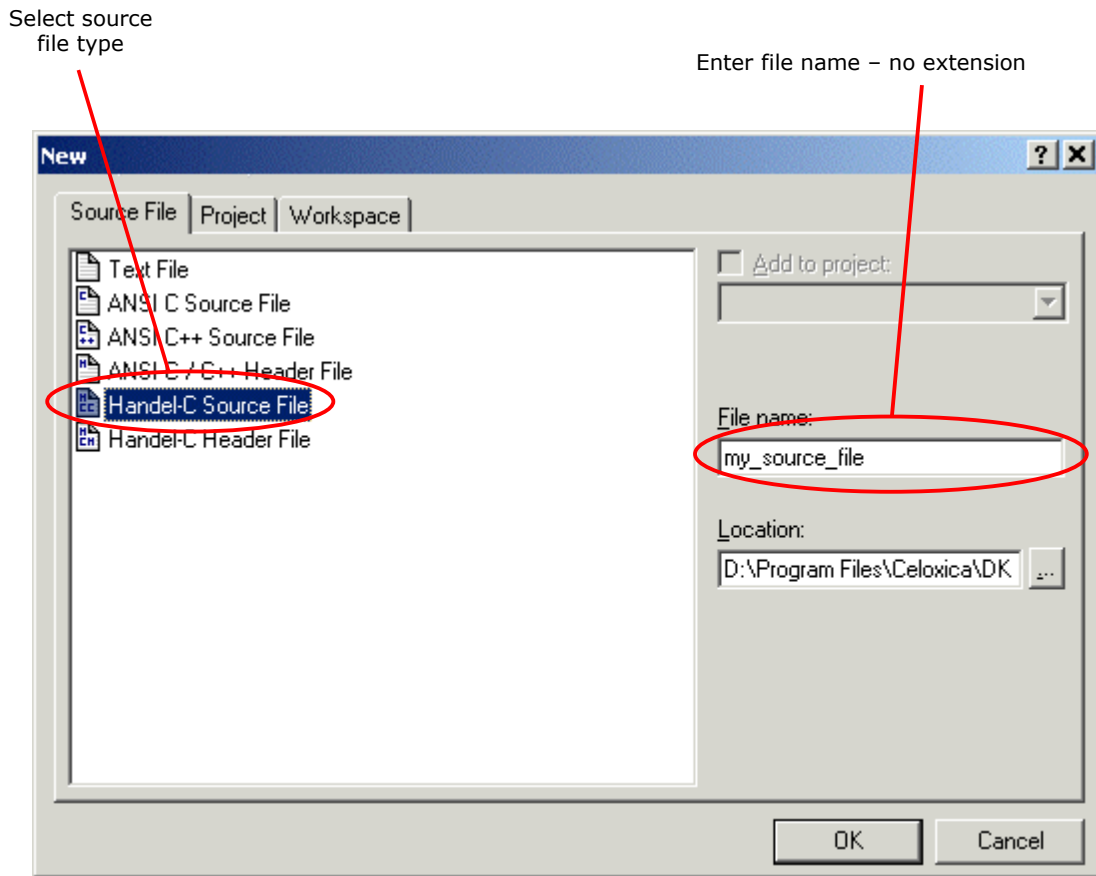 Select source
file type
Enter file name – no extension
New
Source File
Project
Workspace
Text File
ANSI C Source File
ANSI C++ Source File
ANSI C / C++ Header File
Handel-C Source File
Handel-C Header File
Add to project:
File name:
my_source_file
Location:
D:\Program Files\Celoxica\DK
...
OK
Cancel